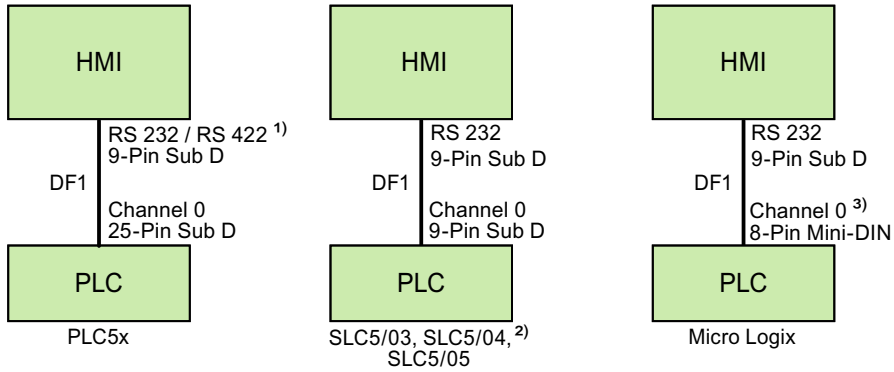 HMI
RS 232 / RS 422 ¹⁾
9-Pin Sub D
DF1
Channel 0
25-Pin Sub D
PLC
PLC5x
HMI
RS 232
9-Pin Sub D
DF1
Channel 0
9-Pin Sub D
PLC
SLC5/03, SLC5/04, ²⁾
SLC5/05
HMI
RS 232
9-Pin Sub D
DF1
Channel 0 ³⁾
8-Pin Mini-DIN
PLC
Micro Logix